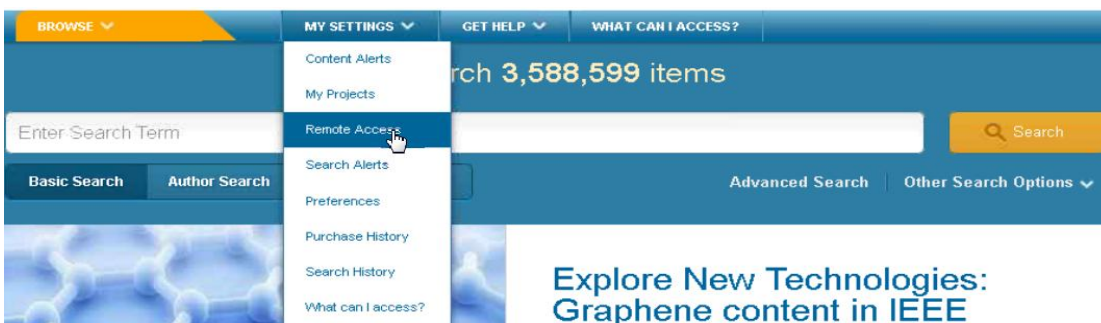 BROWSE MY SETTINGS GET HELP WHAT CAN I ACCESS?
Content Alerts
rch 3,588,599 items
My Projects
Enter Search Term Remote Access Search
Search Alerts
Basic Search Author Search Advanced Search Other Search Options
Preferences
Purchase History
Search History
What can I access?
Explore New Technologies:
Graphene content in IEEE